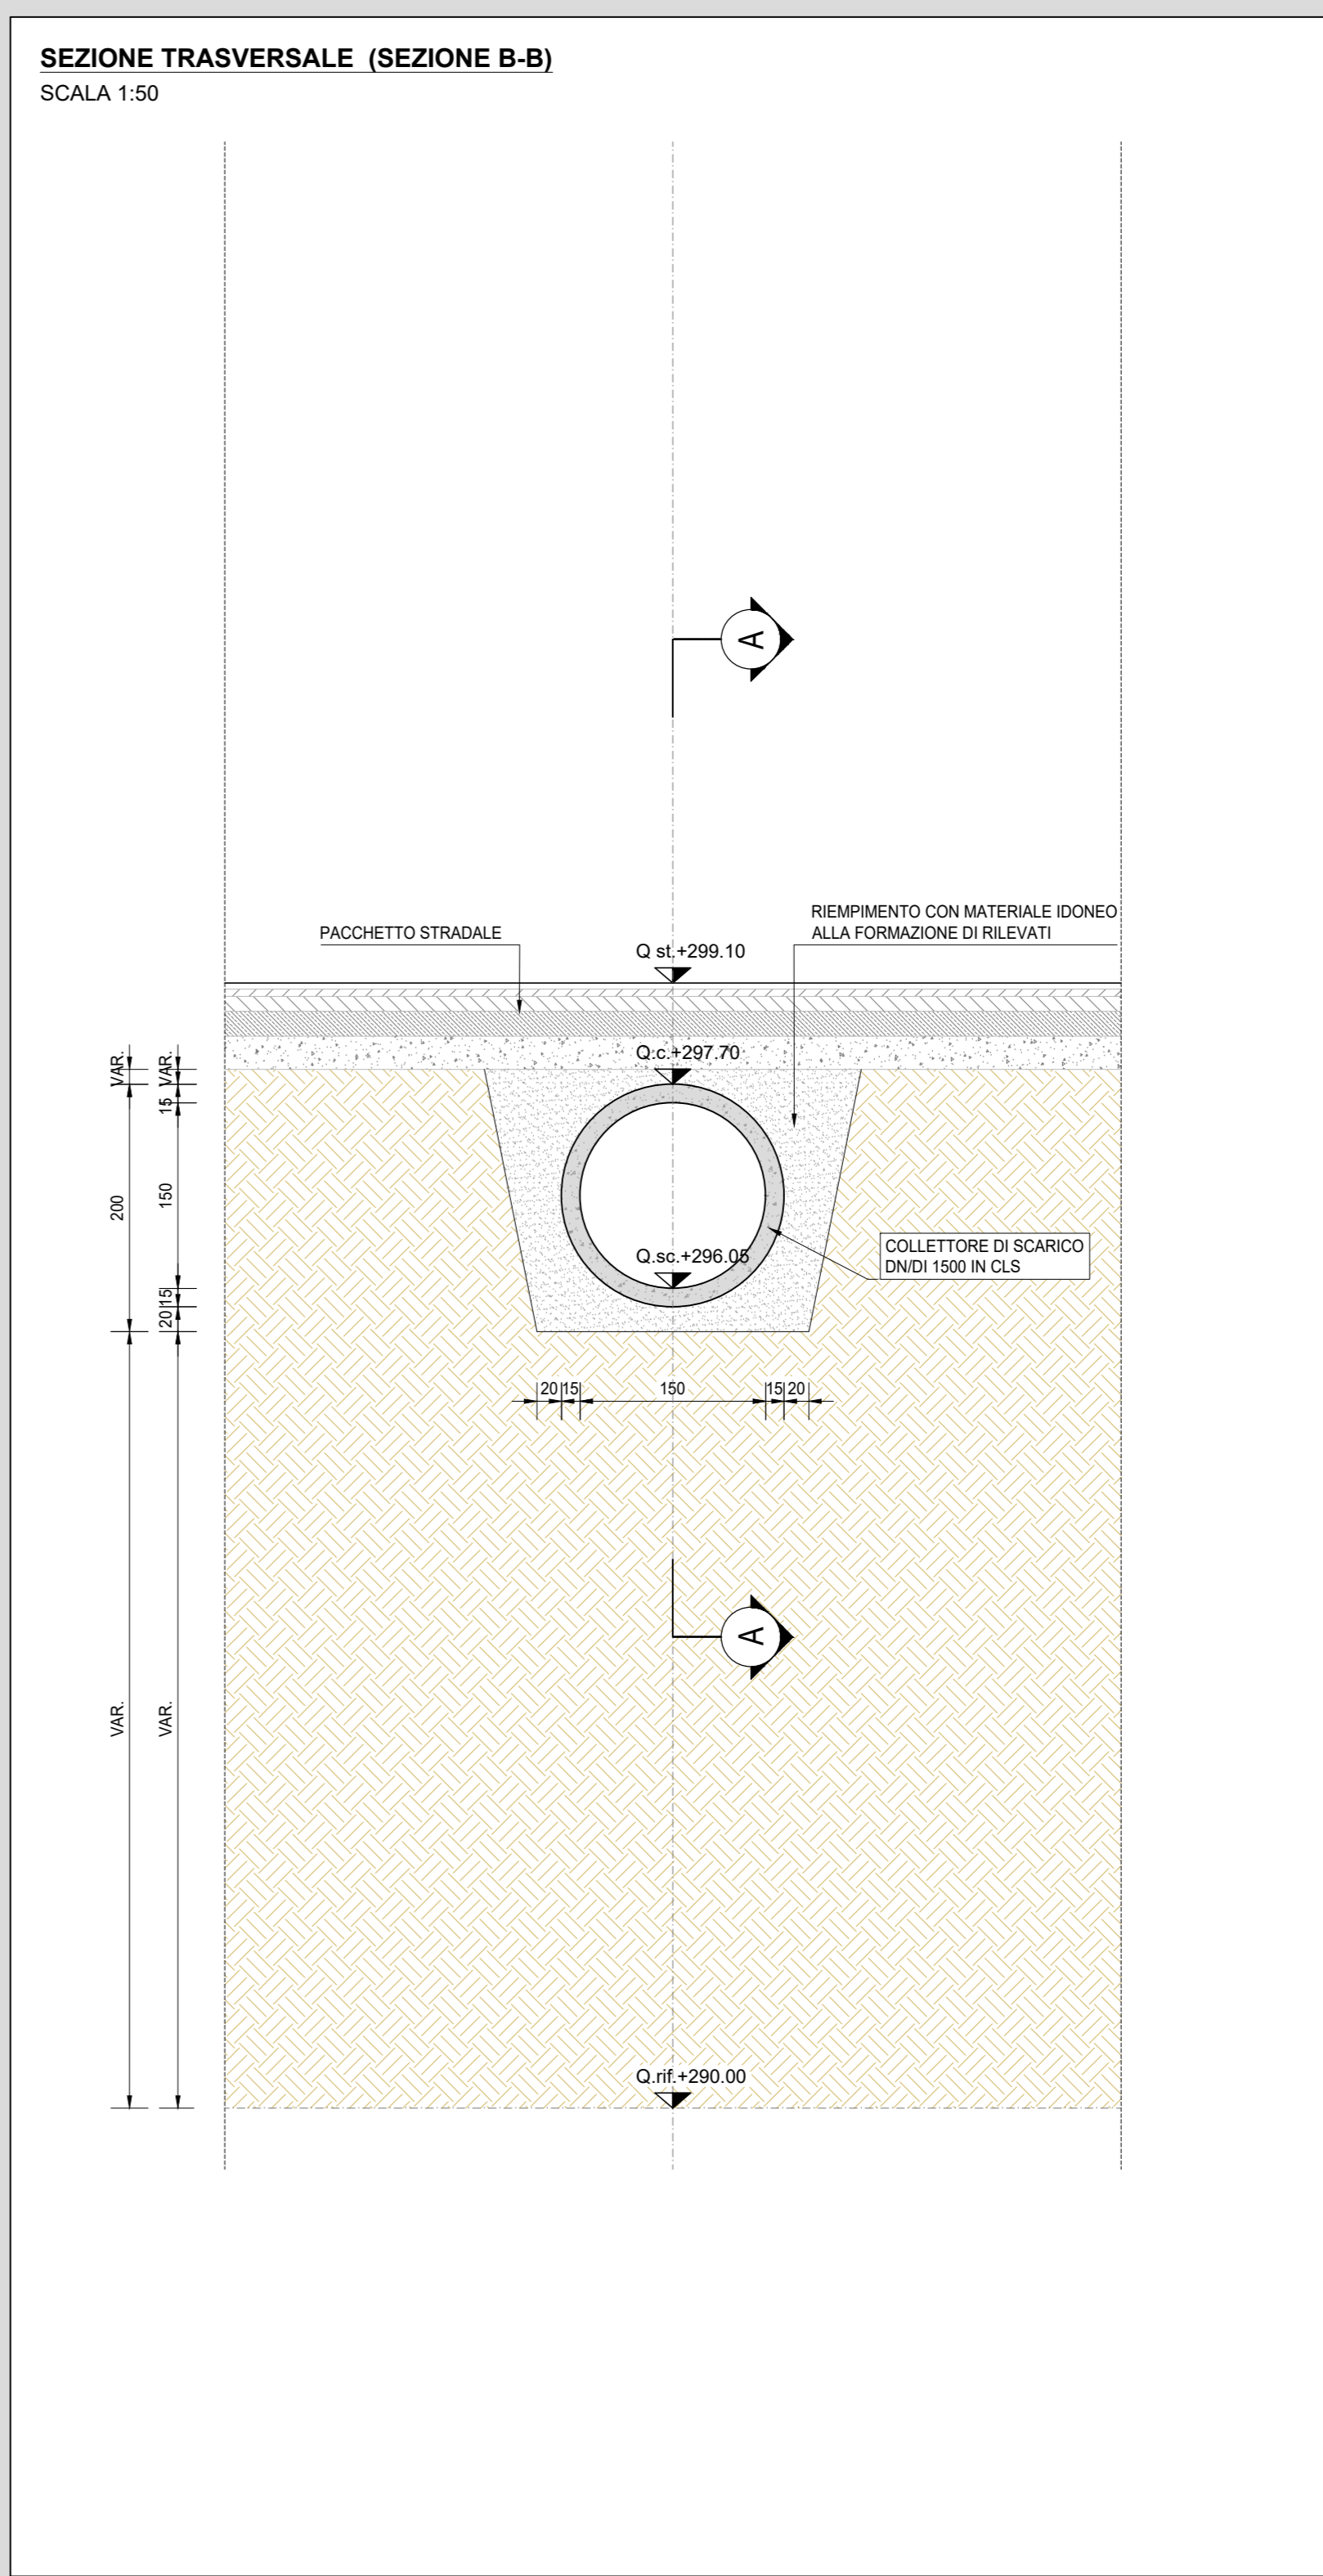 SEZIONE TRASVERSALE (SEZIONE B-B)
SCALA 1:50
A
RIEMPIMENTO CON MATERIALE IDONEO
ALLA FORMAZIONE DI RILEVATI
PACCHETTO STRADALE
Q st.+299.10
Q.c.+297.70
VAR.
VAR.
15
150
200
15
20
Q.sc.+296.05
COLLETTORE DI SCARICO
DN/DI 1500 IN CLS
20 15 150 15 20
A
VAR.
VAR.
Q.rif.+290.00